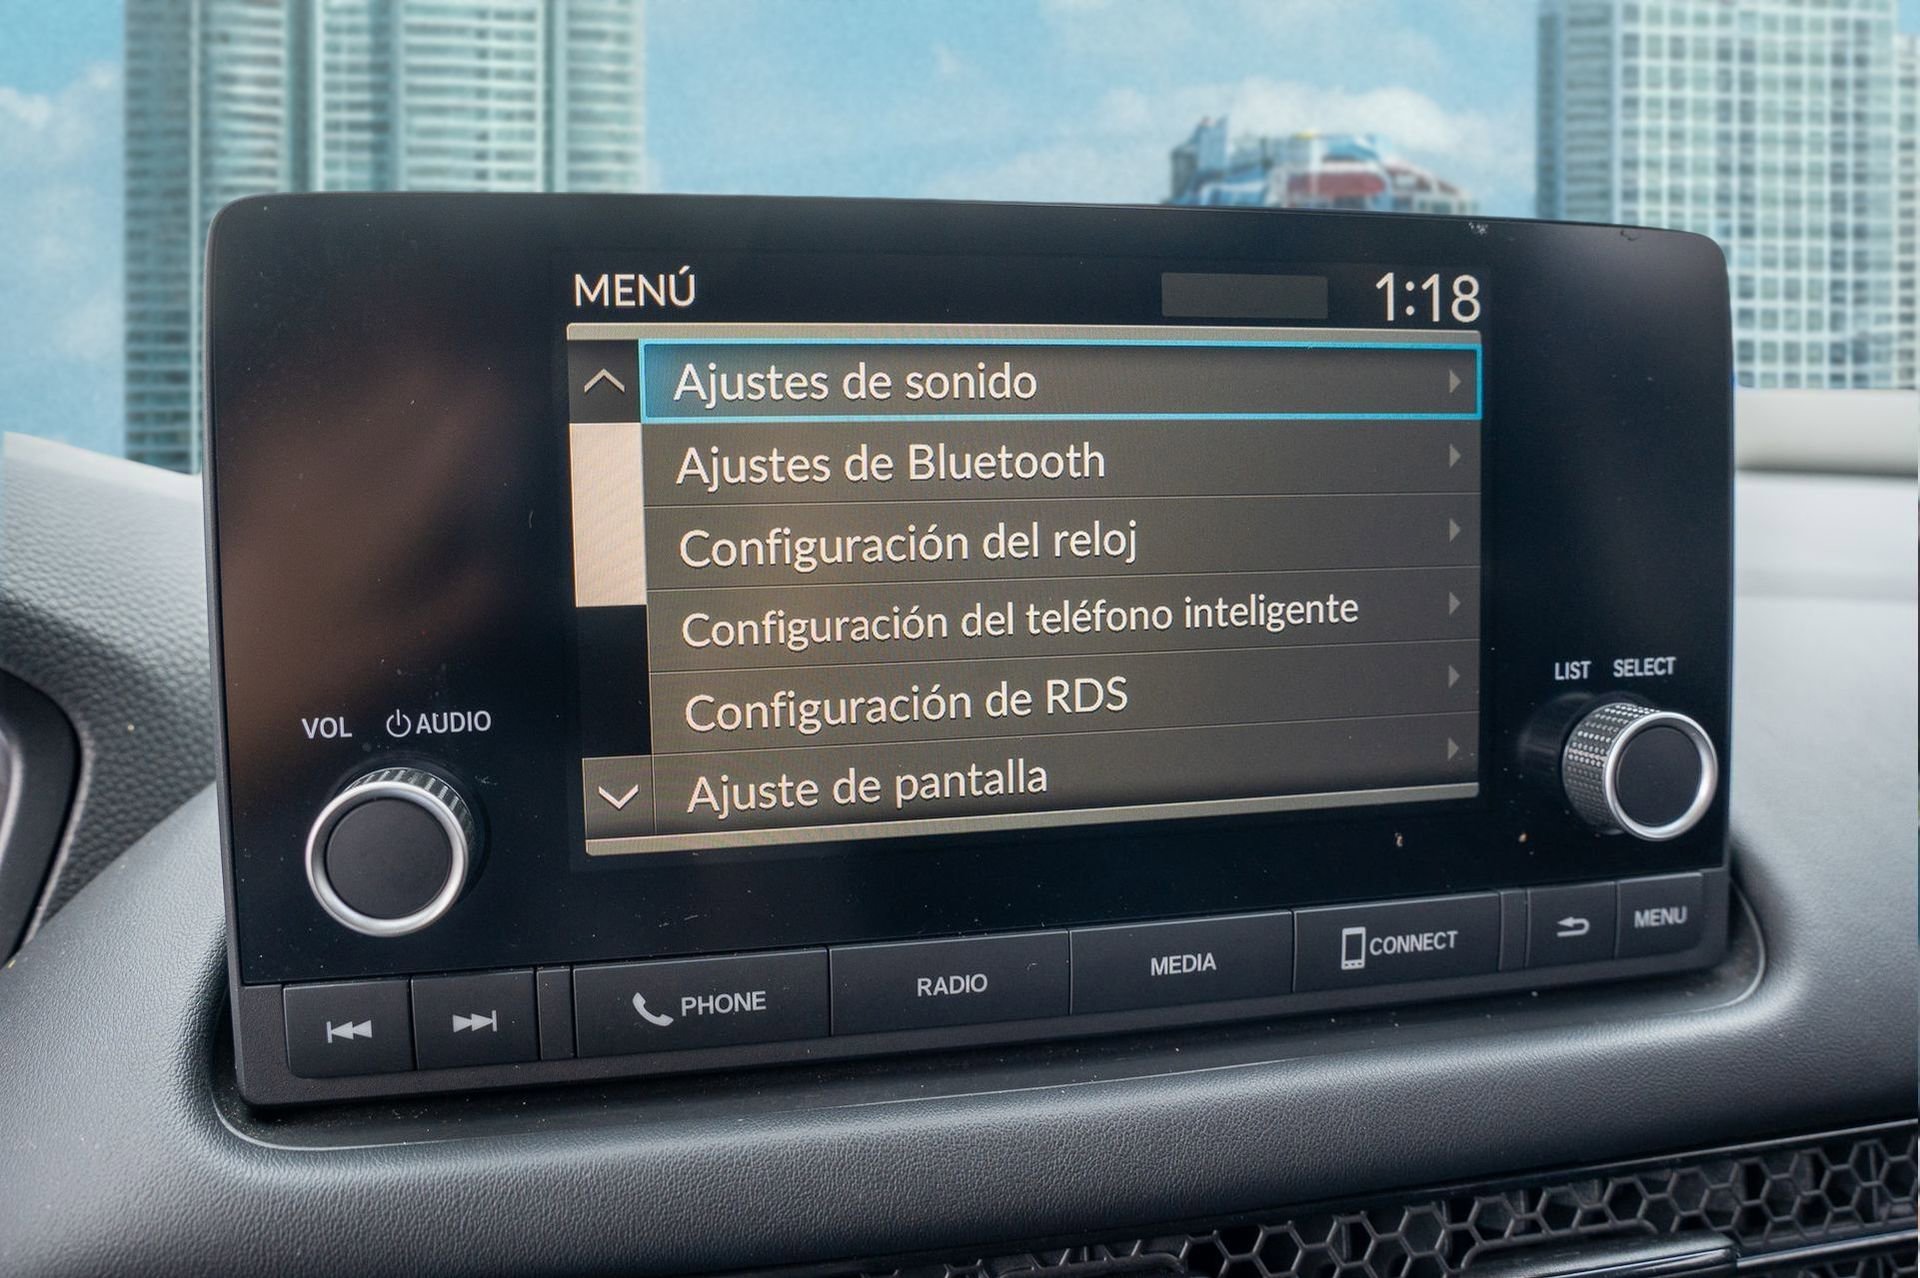 MENÚ 1:18
Ajustes de sonido
Ajustes de Bluetooth
Configuración del reloj
Configuración del teléfono inteligente
Configuración de RDS
Ajuste de pantalla
VOL AUDIO
LIST SELECT
PHONE
RADIO
MEDIA
CONNECT
MENU